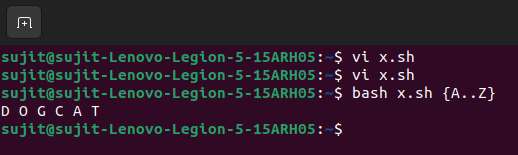 sujit@sujit-Lenovo-Legion-5-15ARH05:~$ vi x.sh
sujit@sujit-Lenovo-Legion-5-15ARH05:~$ vi x.sh
sujit@sujit-Lenovo-Legion-5-15ARH05:~$ bash x.sh {A..Z}
D O G C A T
sujit@sujit-Lenovo-Legion-5-15ARH05:~$